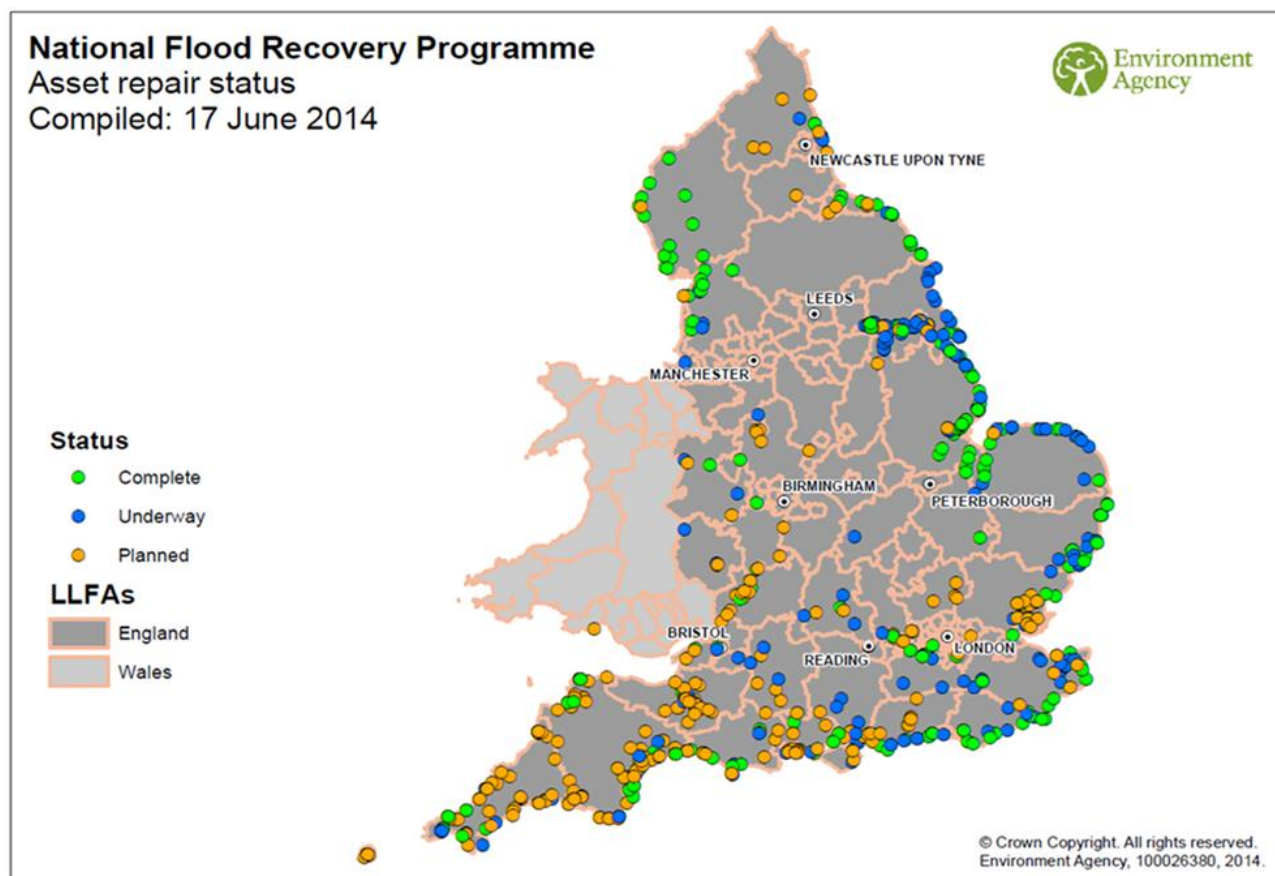 National Flood Recovery Programme
Asset repair status
Compiled: 17 June 2014
Environment
Agency
NEWCASTLE UPON TYNE
LEEDS
MANCHESTER
Status
Complete
Underway
Planned
BIRMINGHAM
PETERBOROUGH
LLFAs
England
Wales
BRISTOL
READING
LONDON
© Crown Copyright. All rights reserved.
Environment Agency, 100026380, 2014.